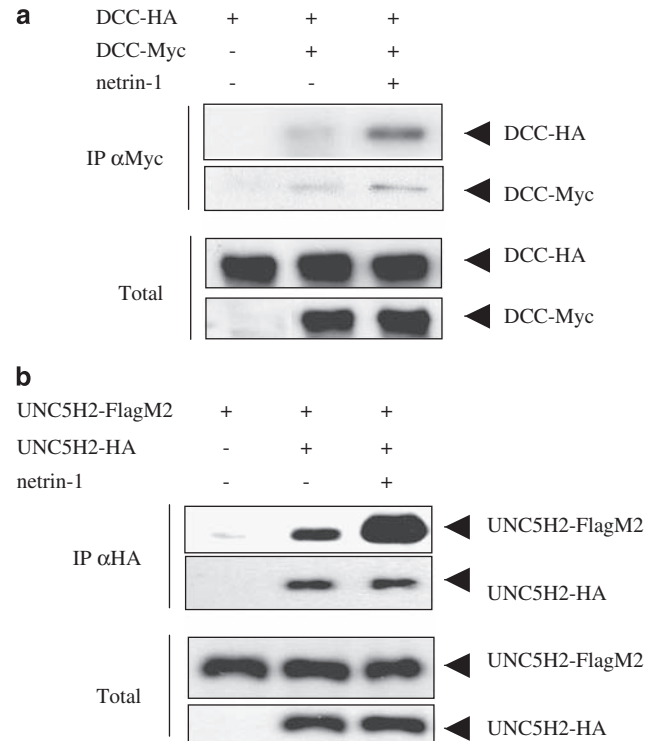 a
DCC-HA + + +
DCC-Myc - + +
netrin-1 - - +
IP αMyc
DCC-HA
DCC-Myc
Total
DCC-HA
DCC-Myc
b
UNC5H2-FlagM2 + + +
UNC5H2-HA - + +
netrin-1 - - +
IP αHA
UNC5H2-FlagM2
UNC5H2-HA
Total
UNC5H2-FlagM2
UNC5H2-HA